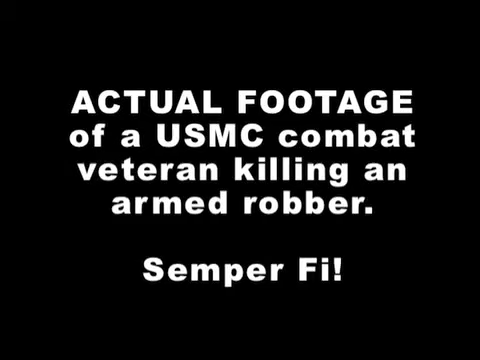 ACTUAL FOOTAGE
of a USMC combat
veteran killing an
armed robber.
Semper Fi!